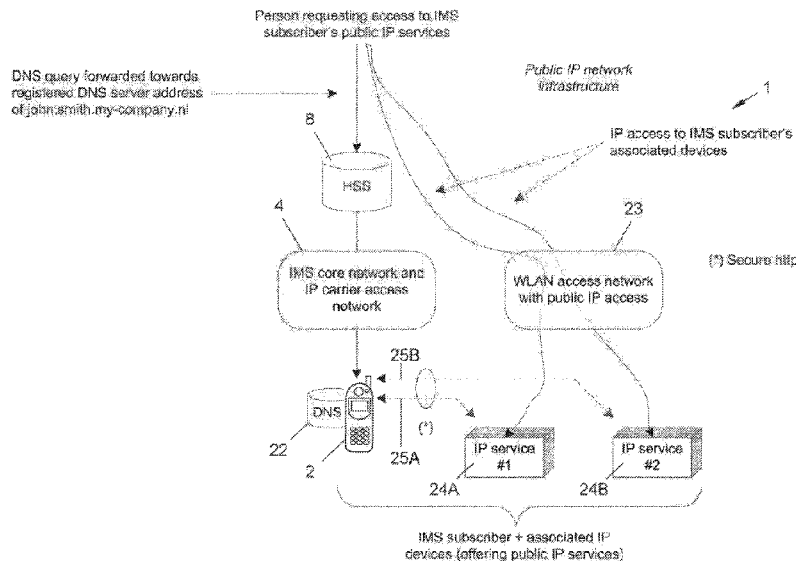 Person requesting access to IMS
subscriber's public IP services
DNS query forwarded towards
registered DNS server address
of john.smith.my-company.nl
Public IP network
infrastructure
1
IP access to IMS subscriber's
associated devices
8
HSS
4
23
IMS core network and
IP carrier access
network
WLAN access network
with public IP access
(*) Secure http
25B
DNS
(*)
22
2
25A
IP service
#1
IP service
#2
24A
24B
IMS subscriber + associated IP
devices (offering public IP services)